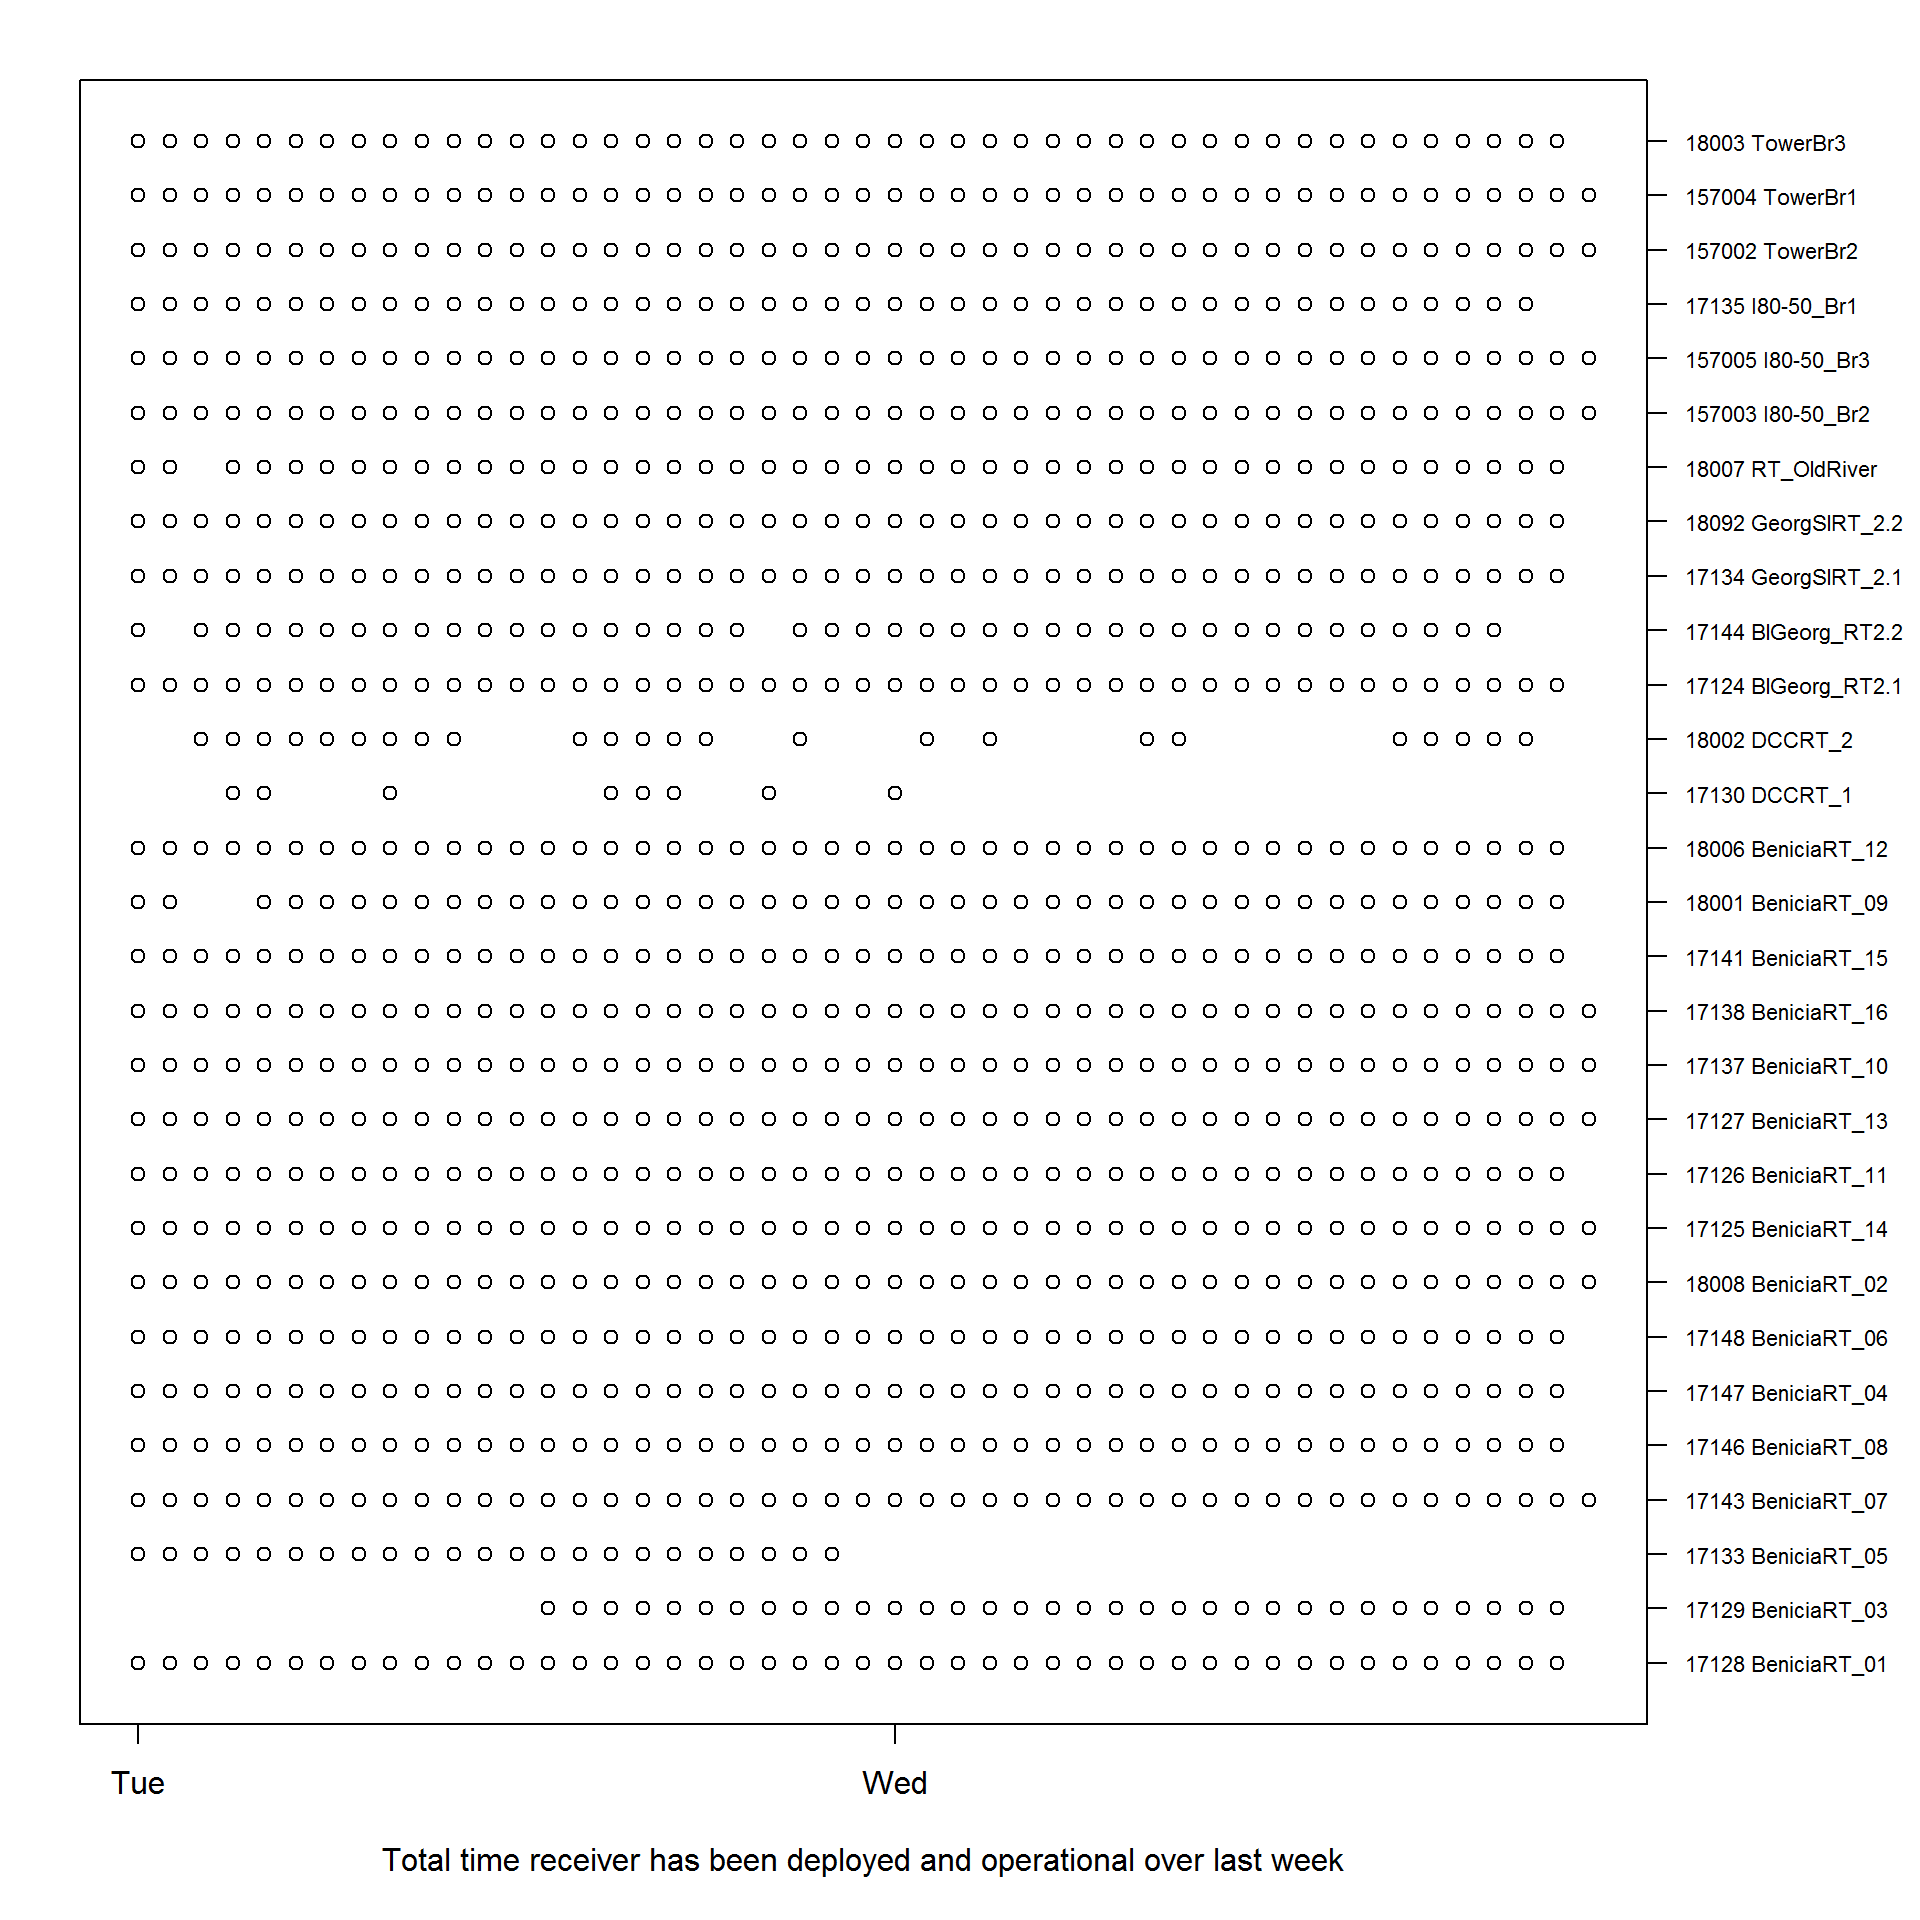 18003 TowerBr3
157004 TowerBr1
157002 TowerBr2
17135 I80-50_Br1
157005 I80-50_Br3
157003 I80-50_Br2
18007 RT_OldRiver
18092 GeorgSlRT_2.2
17134 GeorgSlRT_2.1
17144 BlGeorg_RT2.2
17124 BlGeorg_RT2.1
18002 DCCRT_2
17130 DCCRT_1
18006 BeniciaRT_12
18001 BeniciaRT_09
17141 BeniciaRT_15
17138 BeniciaRT_16
17137 BeniciaRT_10
17127 BeniciaRT_13
17126 BeniciaRT_11
17125 BeniciaRT_14
18008 BeniciaRT_02
17148 BeniciaRT_06
17147 BeniciaRT_04
17146 BeniciaRT_08
17143 BeniciaRT_07
17133 BeniciaRT_05
17129 BeniciaRT_03
17128 BeniciaRT_01
Tue Wed
Total time receiver has been deployed and operational over last week